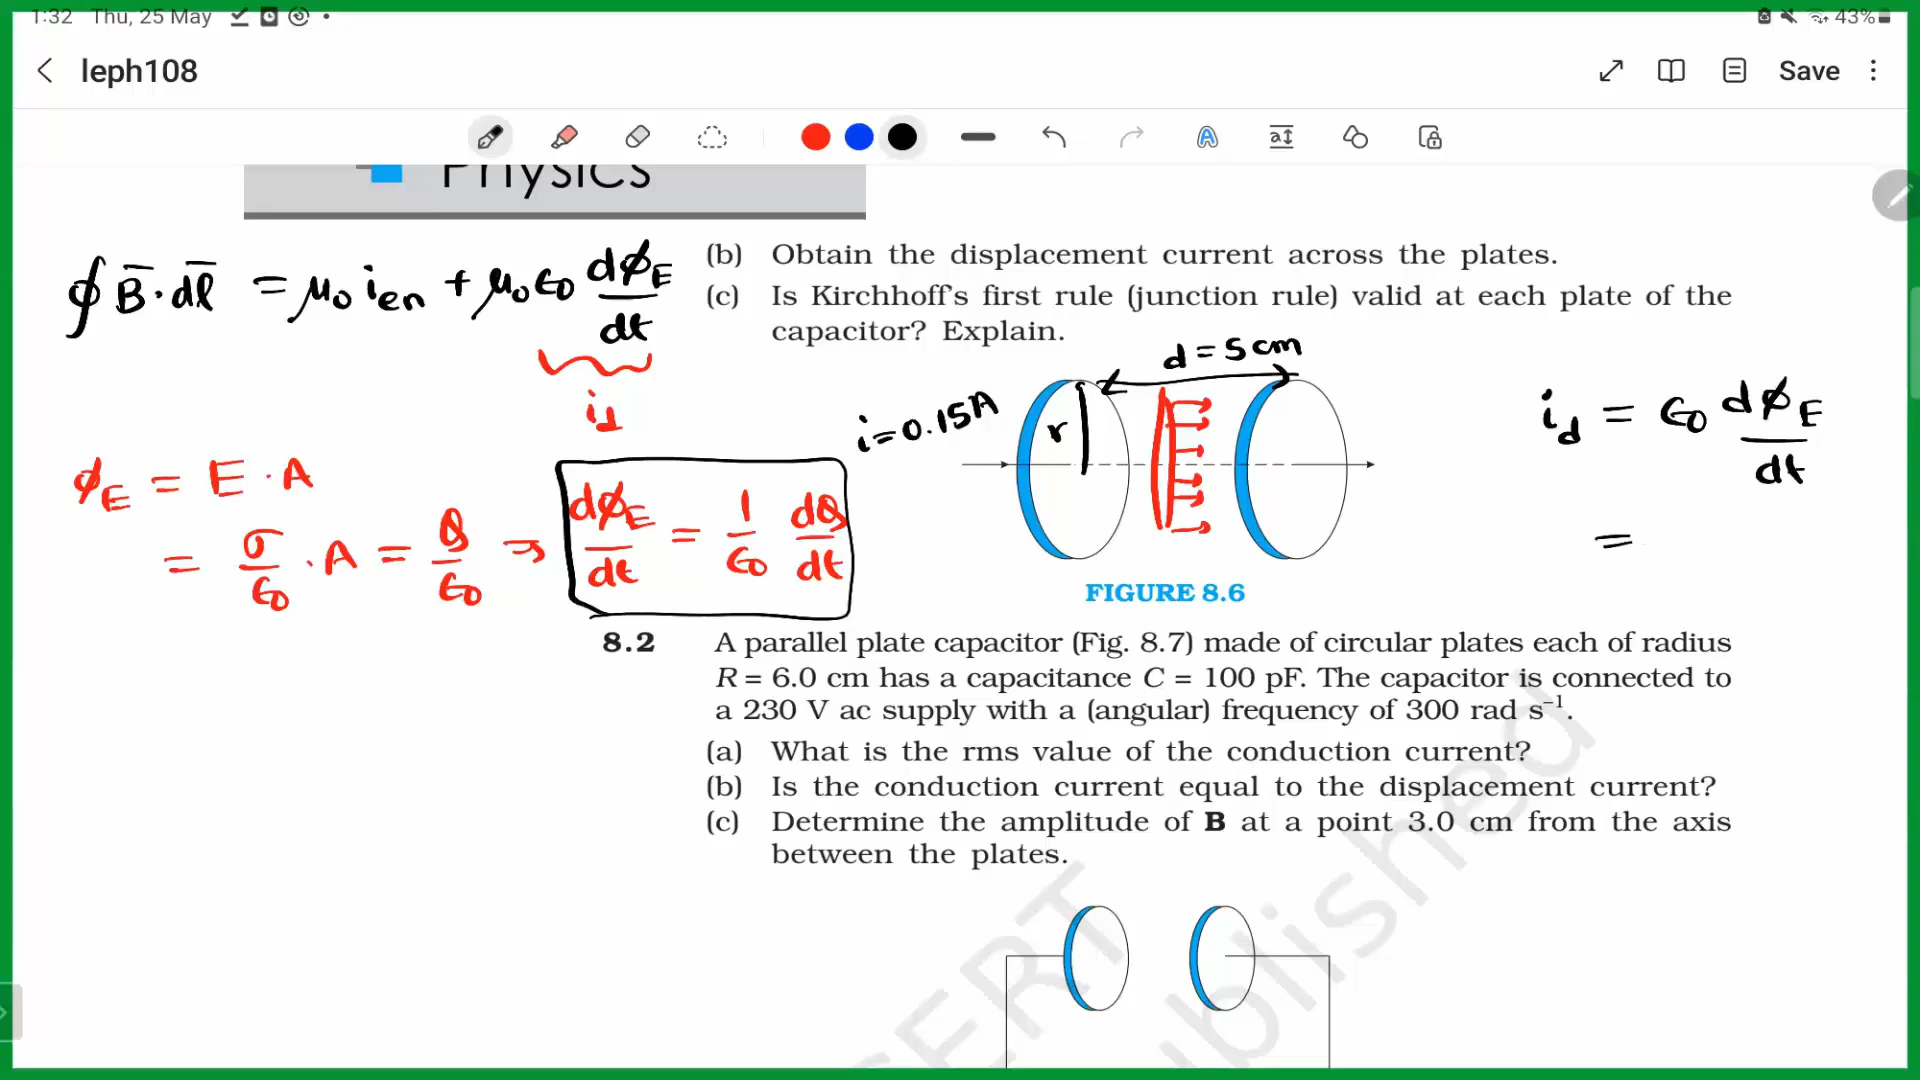 1:32 Thu, 25 May
43%
leph108
Save
Physics
∮ B̅ · d̅l̅ = μ₀ i_en + μ₀ ε₀ dφ_E/dt
i_d
(b) Obtain the displacement current across the plates.
(c) Is Kirchhoff's first rule (junction rule) valid at each plate of the
capacitor? Explain.
d = 5 cm
i = 0.15A
r
i_d = ε₀ dφ_E/dt
=
φ_E = E · A
= σ/ε₀ · A = Q/ε₀ ⇒ dφ_E/dt = 1/ε₀ dQ/dt
FIGURE 8.6
8.2 A parallel plate capacitor (Fig. 8.7) made of circular plates each of radius
R = 6.0 cm has a capacitance C = 100 pF. The capacitor is connected to
a 230 V ac supply with a (angular) frequency of 300 rad s⁻¹.
(a) What is the rms value of the conduction current?
(b) Is the conduction current equal to the displacement current?
(c) Determine the amplitude of B at a point 3.0 cm from the axis
between the plates.